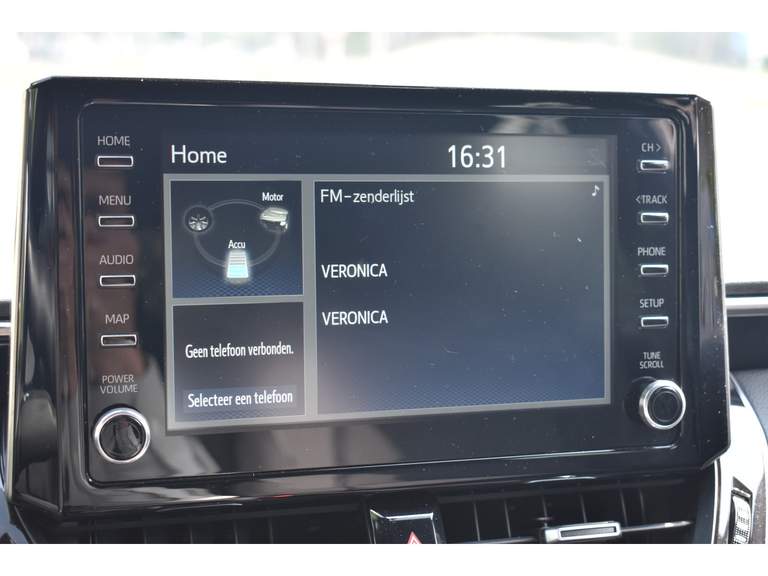 HOME
MENU
AUDIO
MAP
POWER
VOLUME
Home
16:31
Motor
Accu
Geen telefoon verbonden.
Selecteer een telefoon
FM-zenderlijst
VERONICA
VERONICA
CH >
<TRACK
PHONE
SETUP
TUNE
SCROLL